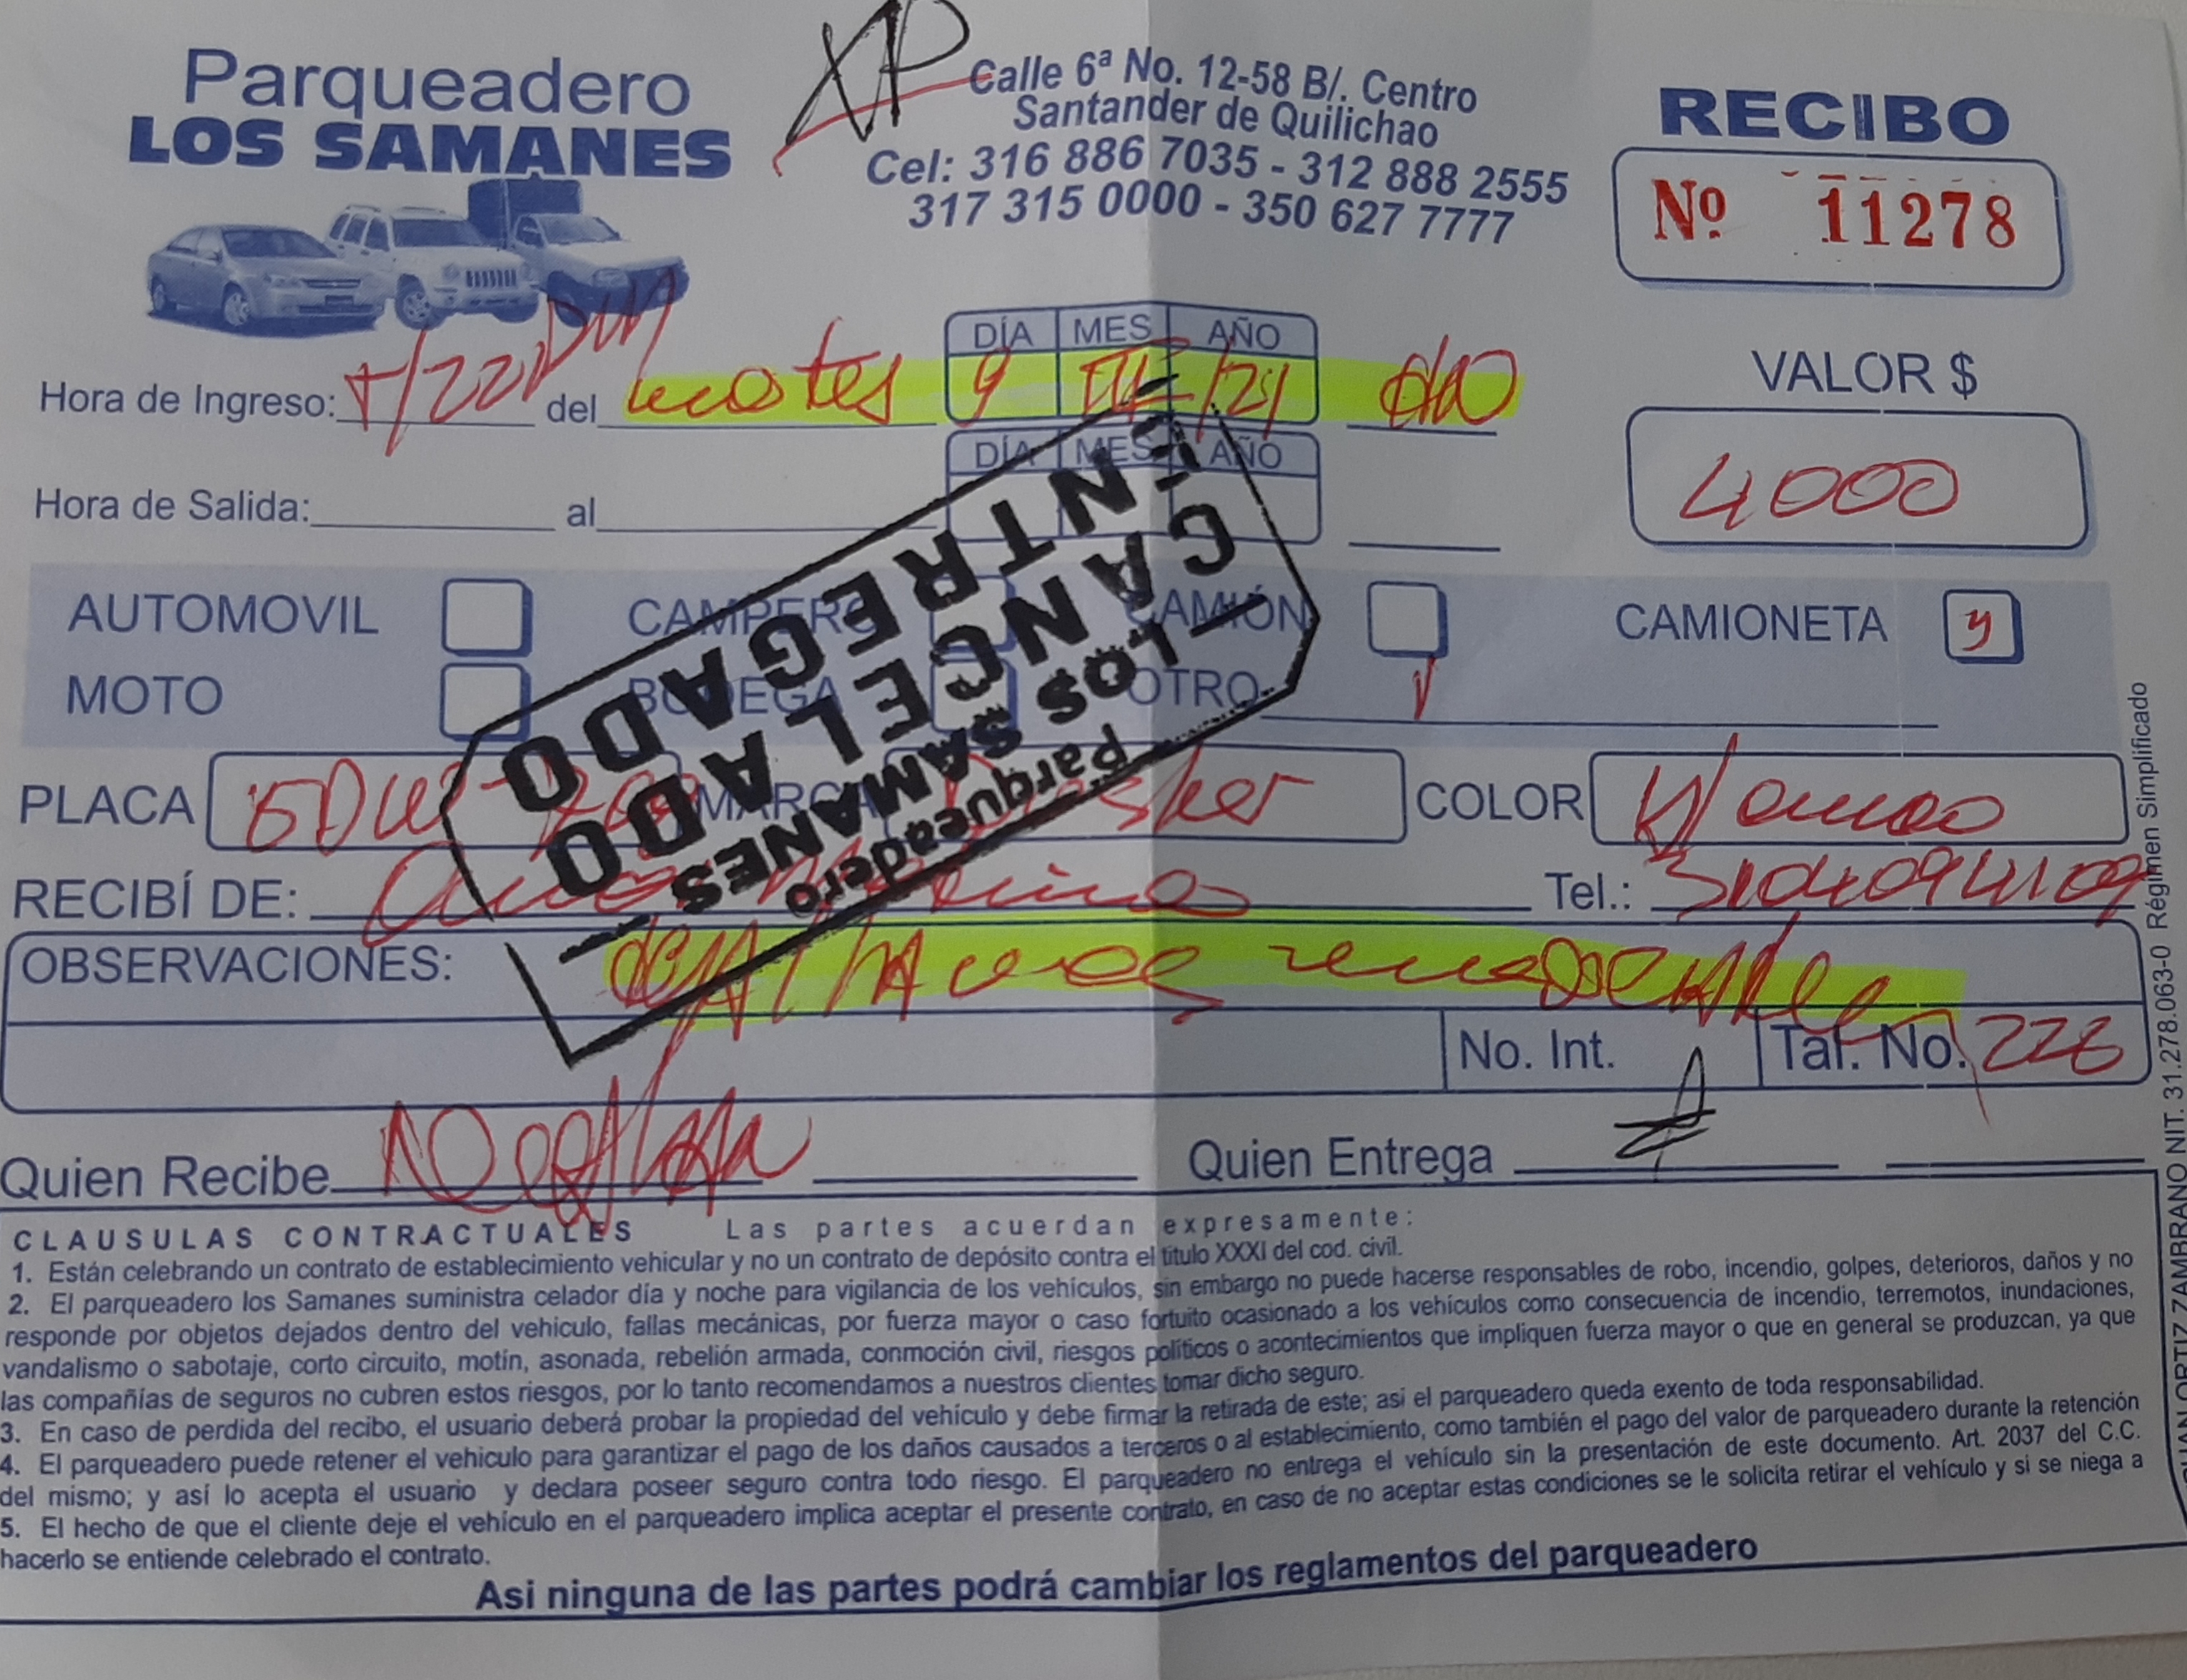 Parqueadero
LOS SAMANES
Calle 6ª No. 12-58 B/. Centro
Santander de Quilichao
Cel: 316 886 7035 - 312 888 2555
317 315 0000 - 350 627 7777
RECIBO
Nº 11278
DÍA MES AÑO
Hora de Ingreso: del martes 9
VALOR $
4000
DÍA MES AÑO
Hora de Salida: al
AUTOMOVIL CAMPERO CAMIÓN CAMIONETA
MOTO BODEGA OTRO
PLACA MARCA COLOR Blanco
RECIBÍ DE: Tel.:
OBSERVACIONES:
No. Int. Tal. No. 226
Quien Recibe Quien Entrega
Parqueadero
LOS SAMANES
CANCELADO
ENTREGADO
CLAUSULAS CONTRACTUALES Las partes acuerdan expresamente:
1. Están celebrando un contrato de establecimiento vehicular y no un contrato de depósito contra el titulo XXXI del cod. civil.
2. El parqueadero los Samanes suministra celador día y noche para vigilancia de los vehículos, sin embargo no puede hacerse responsables de robo, incendio, golpes, deterioros, daños y no
responde por objetos dejados dentro del vehiculo, fallas mecánicas, por fuerza mayor o caso fortuito ocasionado a los vehículos como consecuencia de incendio, terremotos, inundaciones,
vandalismo o sabotaje, corto circuito, motín, asonada, rebelión armada, conmoción civil, riesgos políticos o acontecimientos que impliquen fuerza mayor o que en general se produzcan, ya que
las compañías de seguros no cubren estos riesgos, por lo tanto recomendamos a nuestros clientes tomar dicho seguro.
3. En caso de perdida del recibo, el usuario deberá probar la propiedad del vehículo y debe firmar la retirada de este; asi el parqueadero queda exento de toda responsabilidad.
4. El parqueadero puede retener el vehiculo para garantizar el pago de los daños causados a terceros o al establecimiento, como también el pago del valor de parqueadero durante la retención
del mismo; y así lo acepta el usuario y declara poseer seguro contra todo riesgo. El parqueadero no entrega el vehículo sin la presentación de este documento. Art. 2037 del C.C.
5. El hecho de que el cliente deje el vehículo en el parqueadero implica aceptar el presente contrato, en caso de no aceptar estas condiciones se le solicita retirar el vehículo y si se niega a
hacerlo se entiende celebrado el contrato.
Asi ninguna de las partes podrá cambiar los reglamentos del parqueadero
ORTIZ ZAMBRANO NIT. 31.278.063-0 Régimen Simplificado